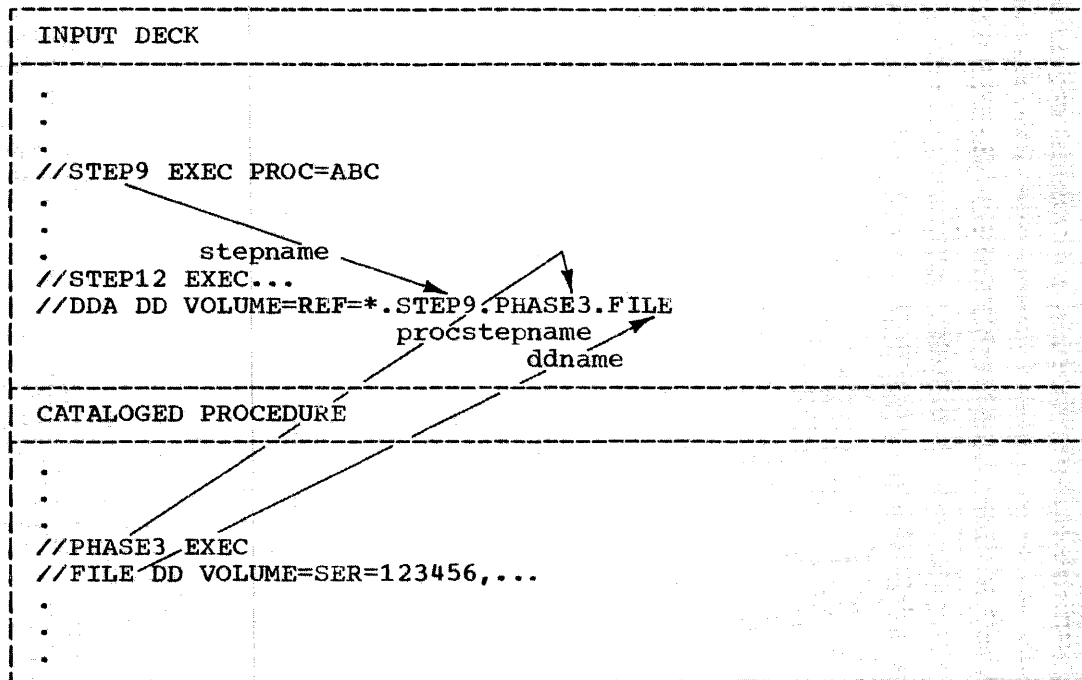 INPUT DECK
.
.
.
//STEP9 EXEC PROC=ABC
.
.
.
stepname
//STEP12 EXEC...
//DDA DD VOLUME=REF=*.STEP9.PHASE3.FILE
procstepname
ddname
CATALOGED PROCEDURE
.
.
.
//PHASE3 EXEC
//FILE DD VOLUME=SER=123456,...
.
.
.